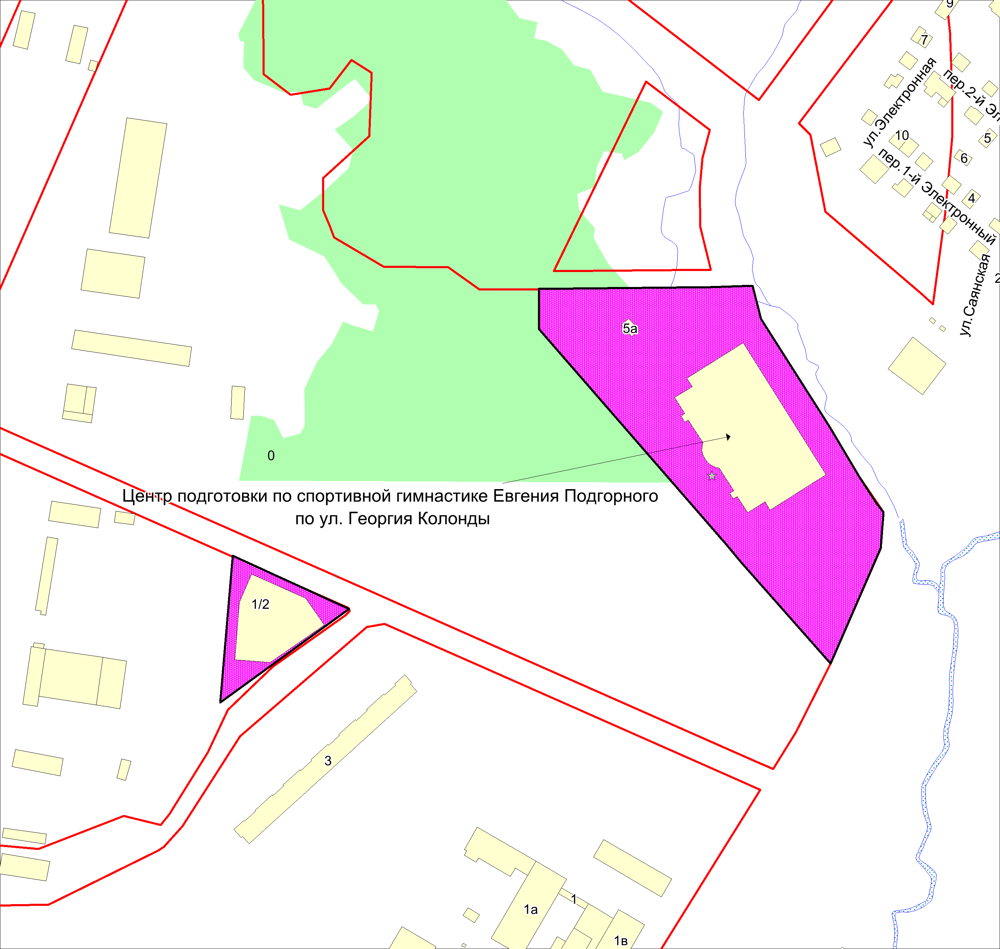 9
7
ул.Электронная
пер.2-й Эл
10
5
6
пер.1-й Электронный
4
ул.Саянская
2
5а
0
Центр подготовки по спортивной гимнастике Евгения Подгорного
по ул. Георгия Колонды
1/2
3
1
1а
1в